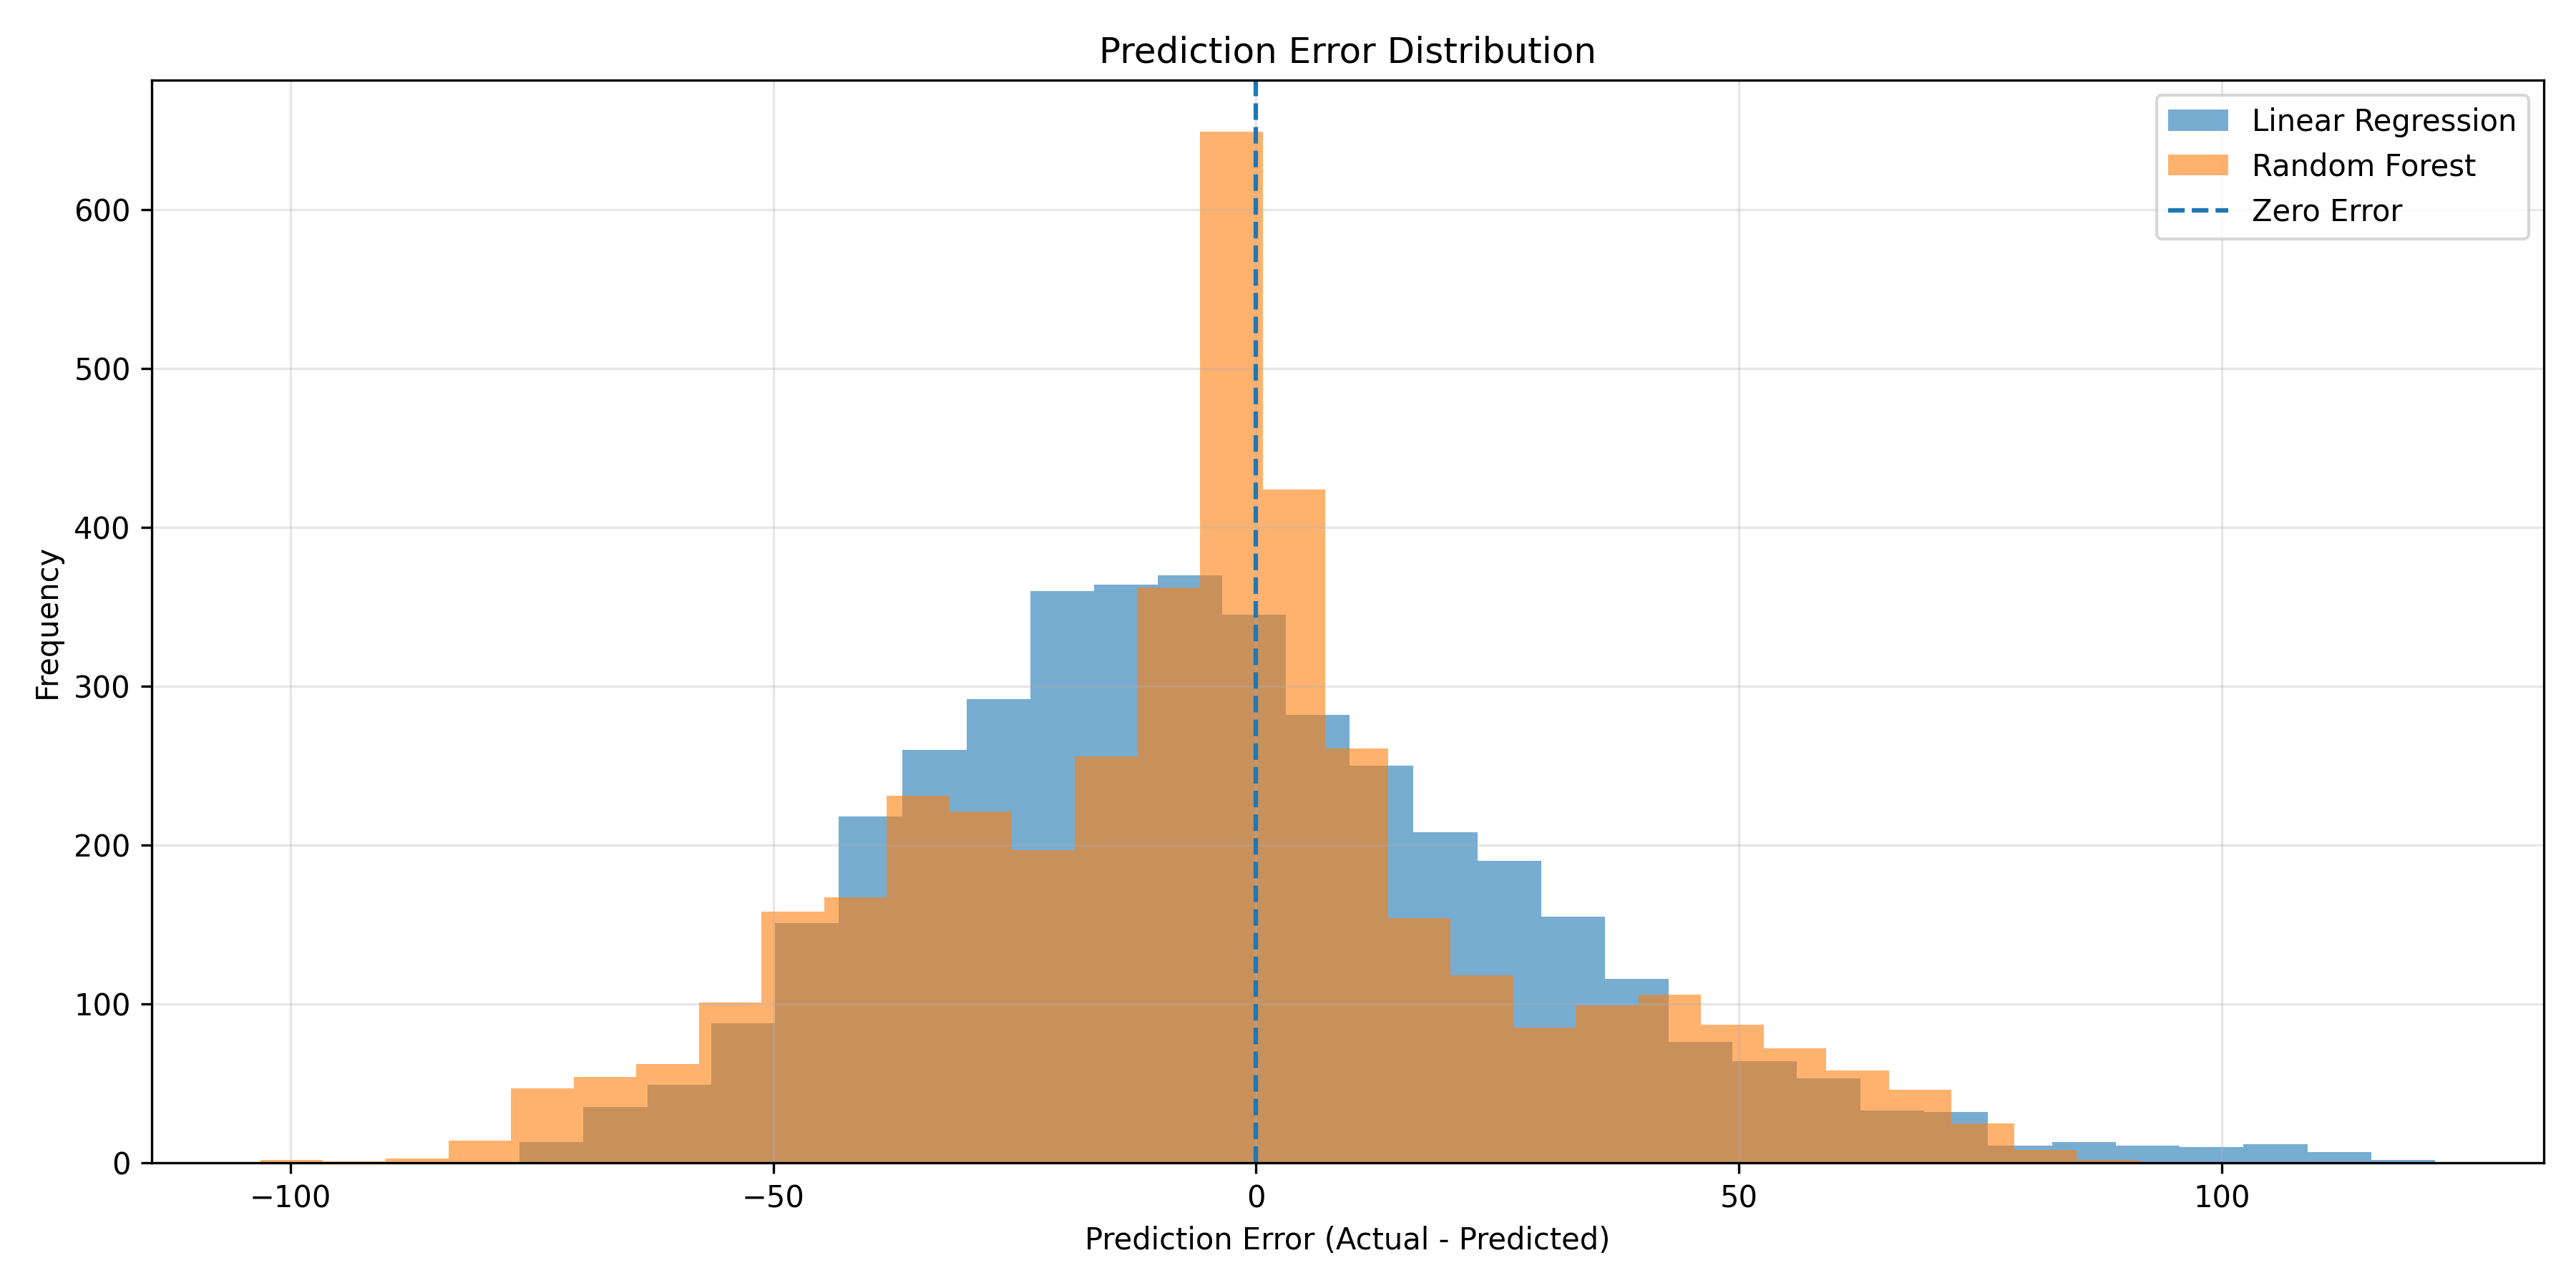 Prediction Error Distribution
Linear Regression
Random Forest
Zero Error
Frequency
600
500
400
300
200
100
0
−100
−50
0
50
100
Prediction Error (Actual - Predicted)